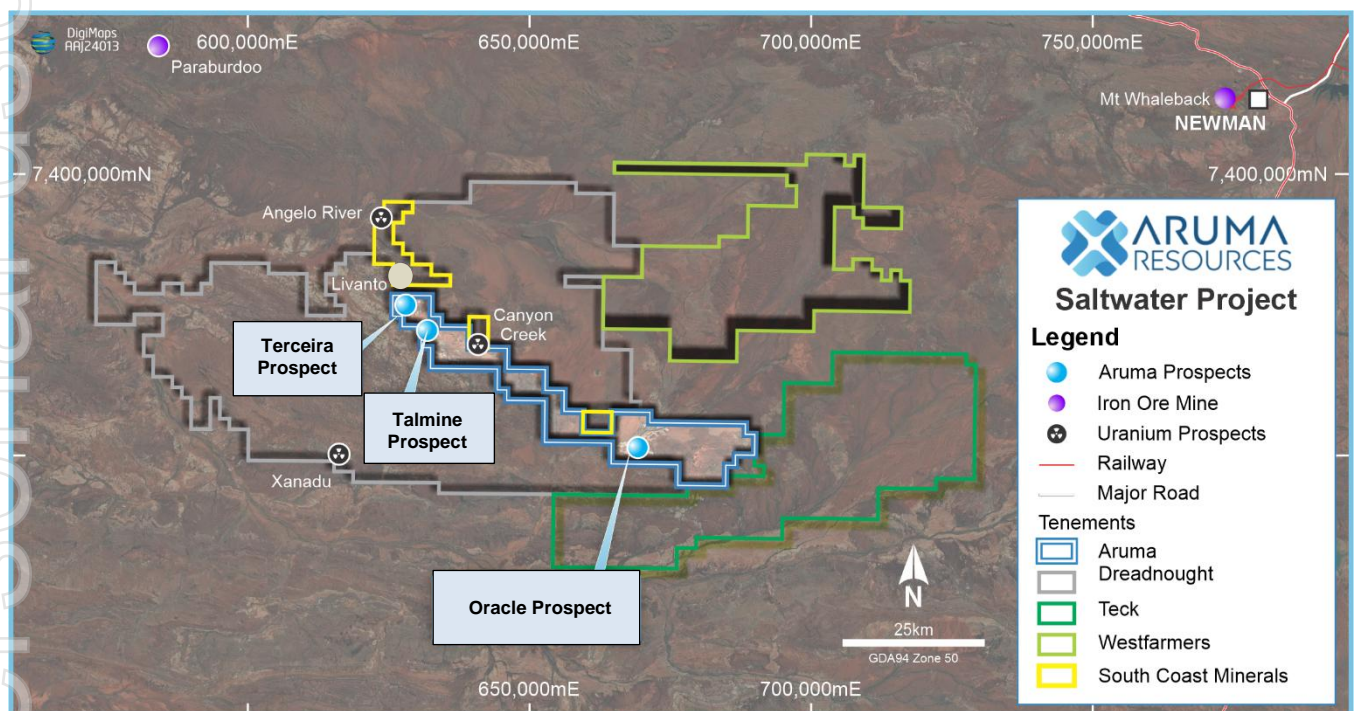 DigiMaps
AAJ24013
600,000mE
650,000mE
700,000mE
750,000mE
Paraburdoo
Mt Whaleback
NEWMAN
7,400,000mN
7,400,000mN
Angelo River
Livanto
Canyon
Creek
Terceira
Prospect
Talmine
Prospect
Xanadu
Oracle Prospect
N
25km
GDA94 Zone 50
650,000mE
700,000mE
ARUMA
RESOURCES
Saltwater Project
Legend
Aruma Prospects
Iron Ore Mine
Uranium Prospects
Railway
Major Road
Tenements
Aruma
Dreadnought
Teck
Westfarmers
South Coast Minerals